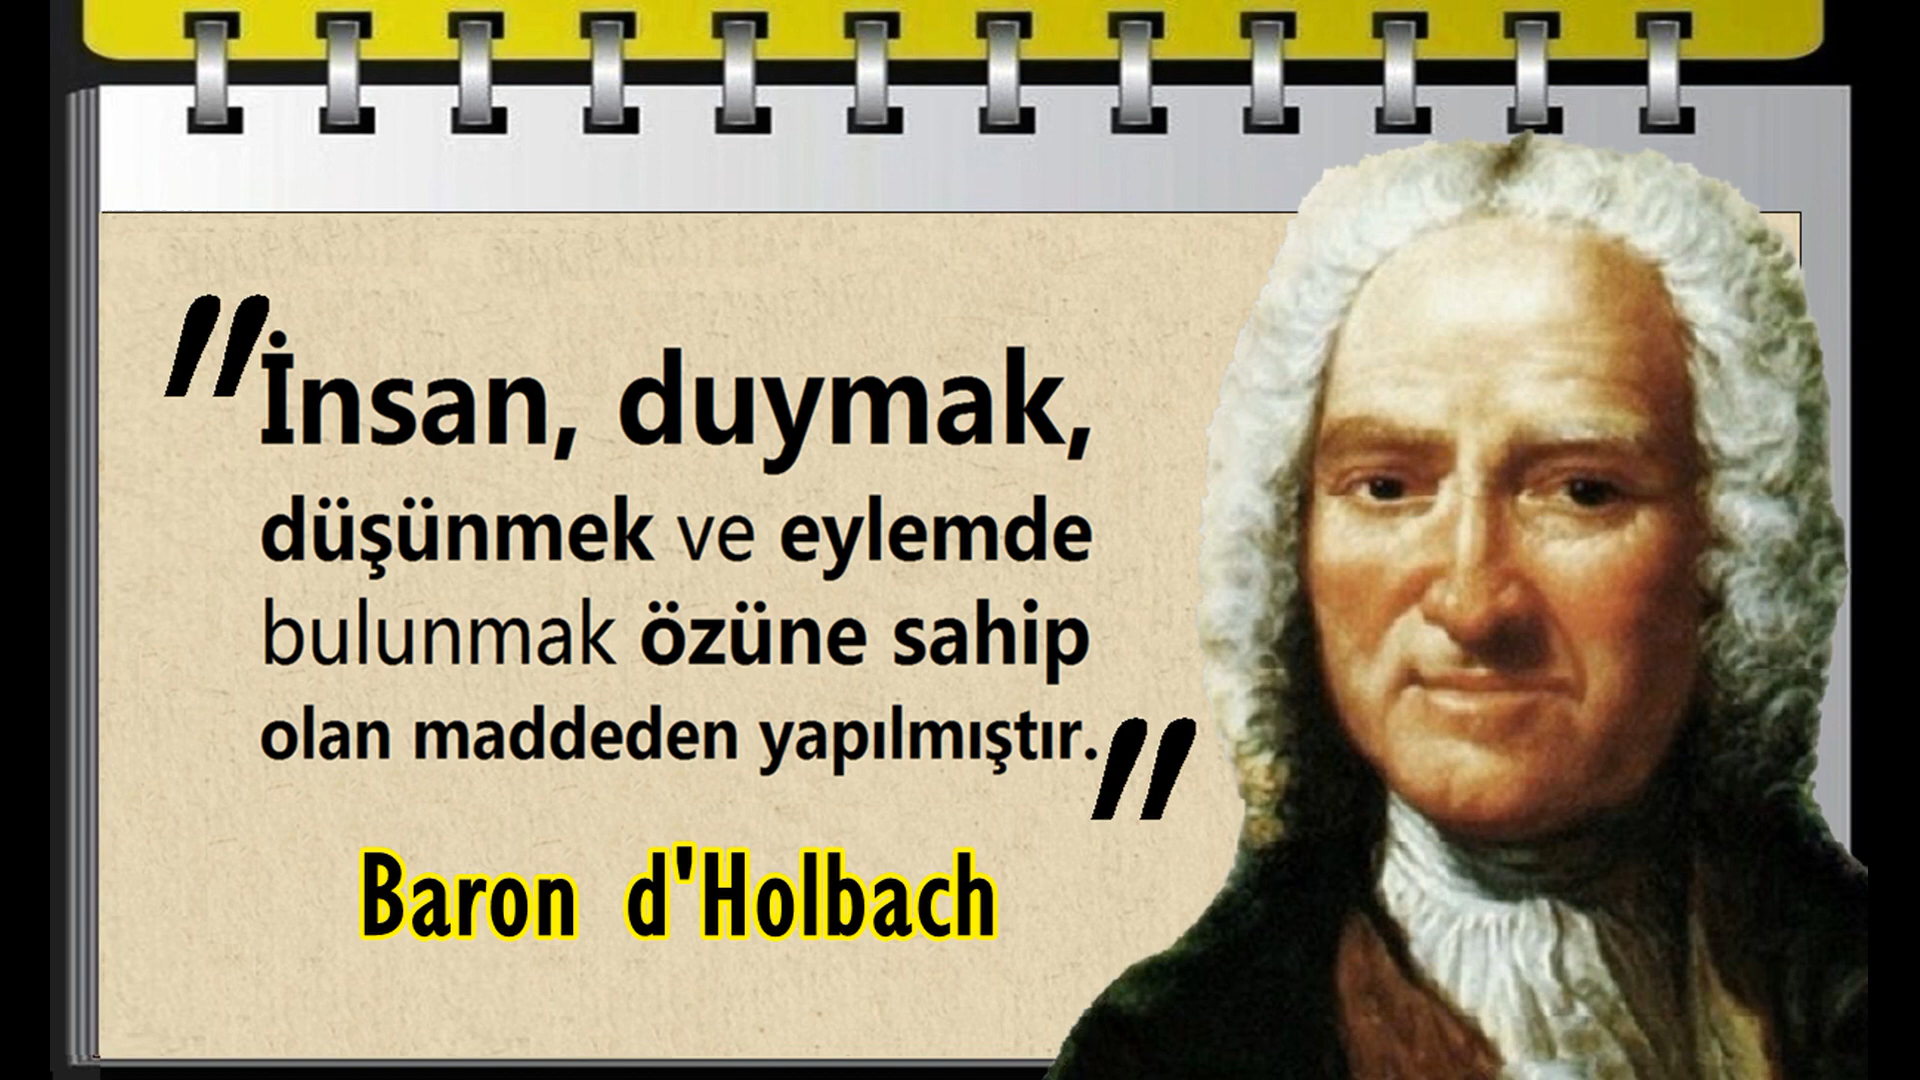 "İnsan, duymak,
düşünmek ve eylemde
bulunmak özüne sahip
olan maddeden yapılmıştır."
Baron d'Holbach